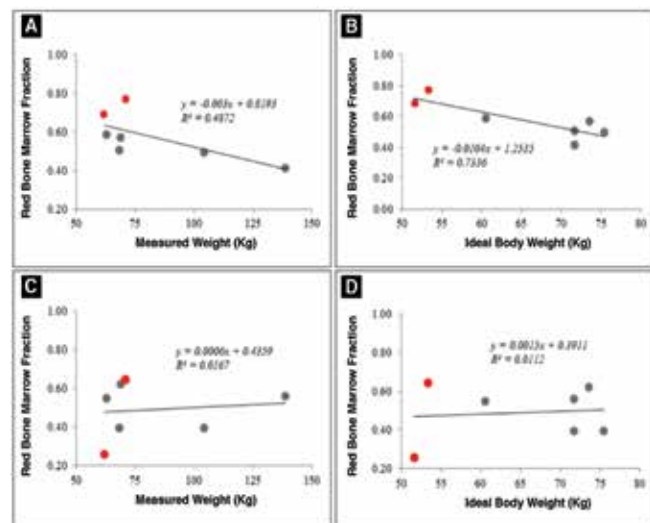 A
Red Bone Marrow Fraction
1.00
0.80
0.60
0.40
0.20
y = -0.003x + 0.8193
R² = 0.4872
50
75
100
125
150
Measured Weight (Kg)
B
Red Bone Marrow Fraction
1.00
0.80
0.60
0.40
0.20
0.00
y = -0.0104x + 1.2535
R² = 0.7336
50
55
60
65
70
75
80
Ideal Body Weight (Kg)
C
Red Bone Marrow Fraction
1.00
0.80
0.60
0.40
0.20
y = 0.0006x + 0.4359
R² = 0.0167
50
75
100
125
150
Measured Weight (Kg)
D
Red Bone Marrow Fraction
1.00
0.80
0.60
0.40
0.20
y = 0.0015x + 0.3911
R² = 0.0112
50
55
60
65
70
75
80
Ideal Body Weight (Kg)